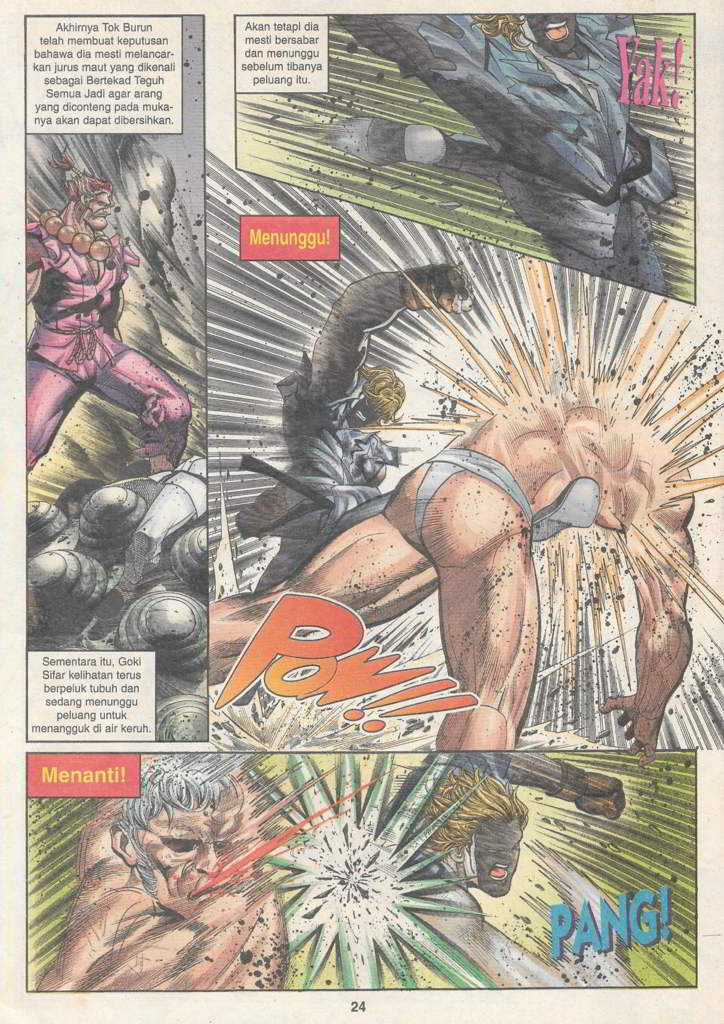 Akhirnya Tok Burun
telah membuat keputusan
bahawa dia mesti melancar-
kan jurus maut yang dikenali
sebagai Bertekad Teguh
Semua Jadi agar arang
yang diconteng pada muka-
nya akan dapat dibersihkan.
Akan tetapi dia
mesti bersabar
dan menunggu
sebelum tibanya
peluang itu.
Yak!
Menunggu!
POW!!!
Sementara itu, Goki
Sifar kelihatan terus
berpeluk tubuh dan
sedang menunggu
peluang untuk
menangguk di air keruh.
Menanti!
PANG!
24